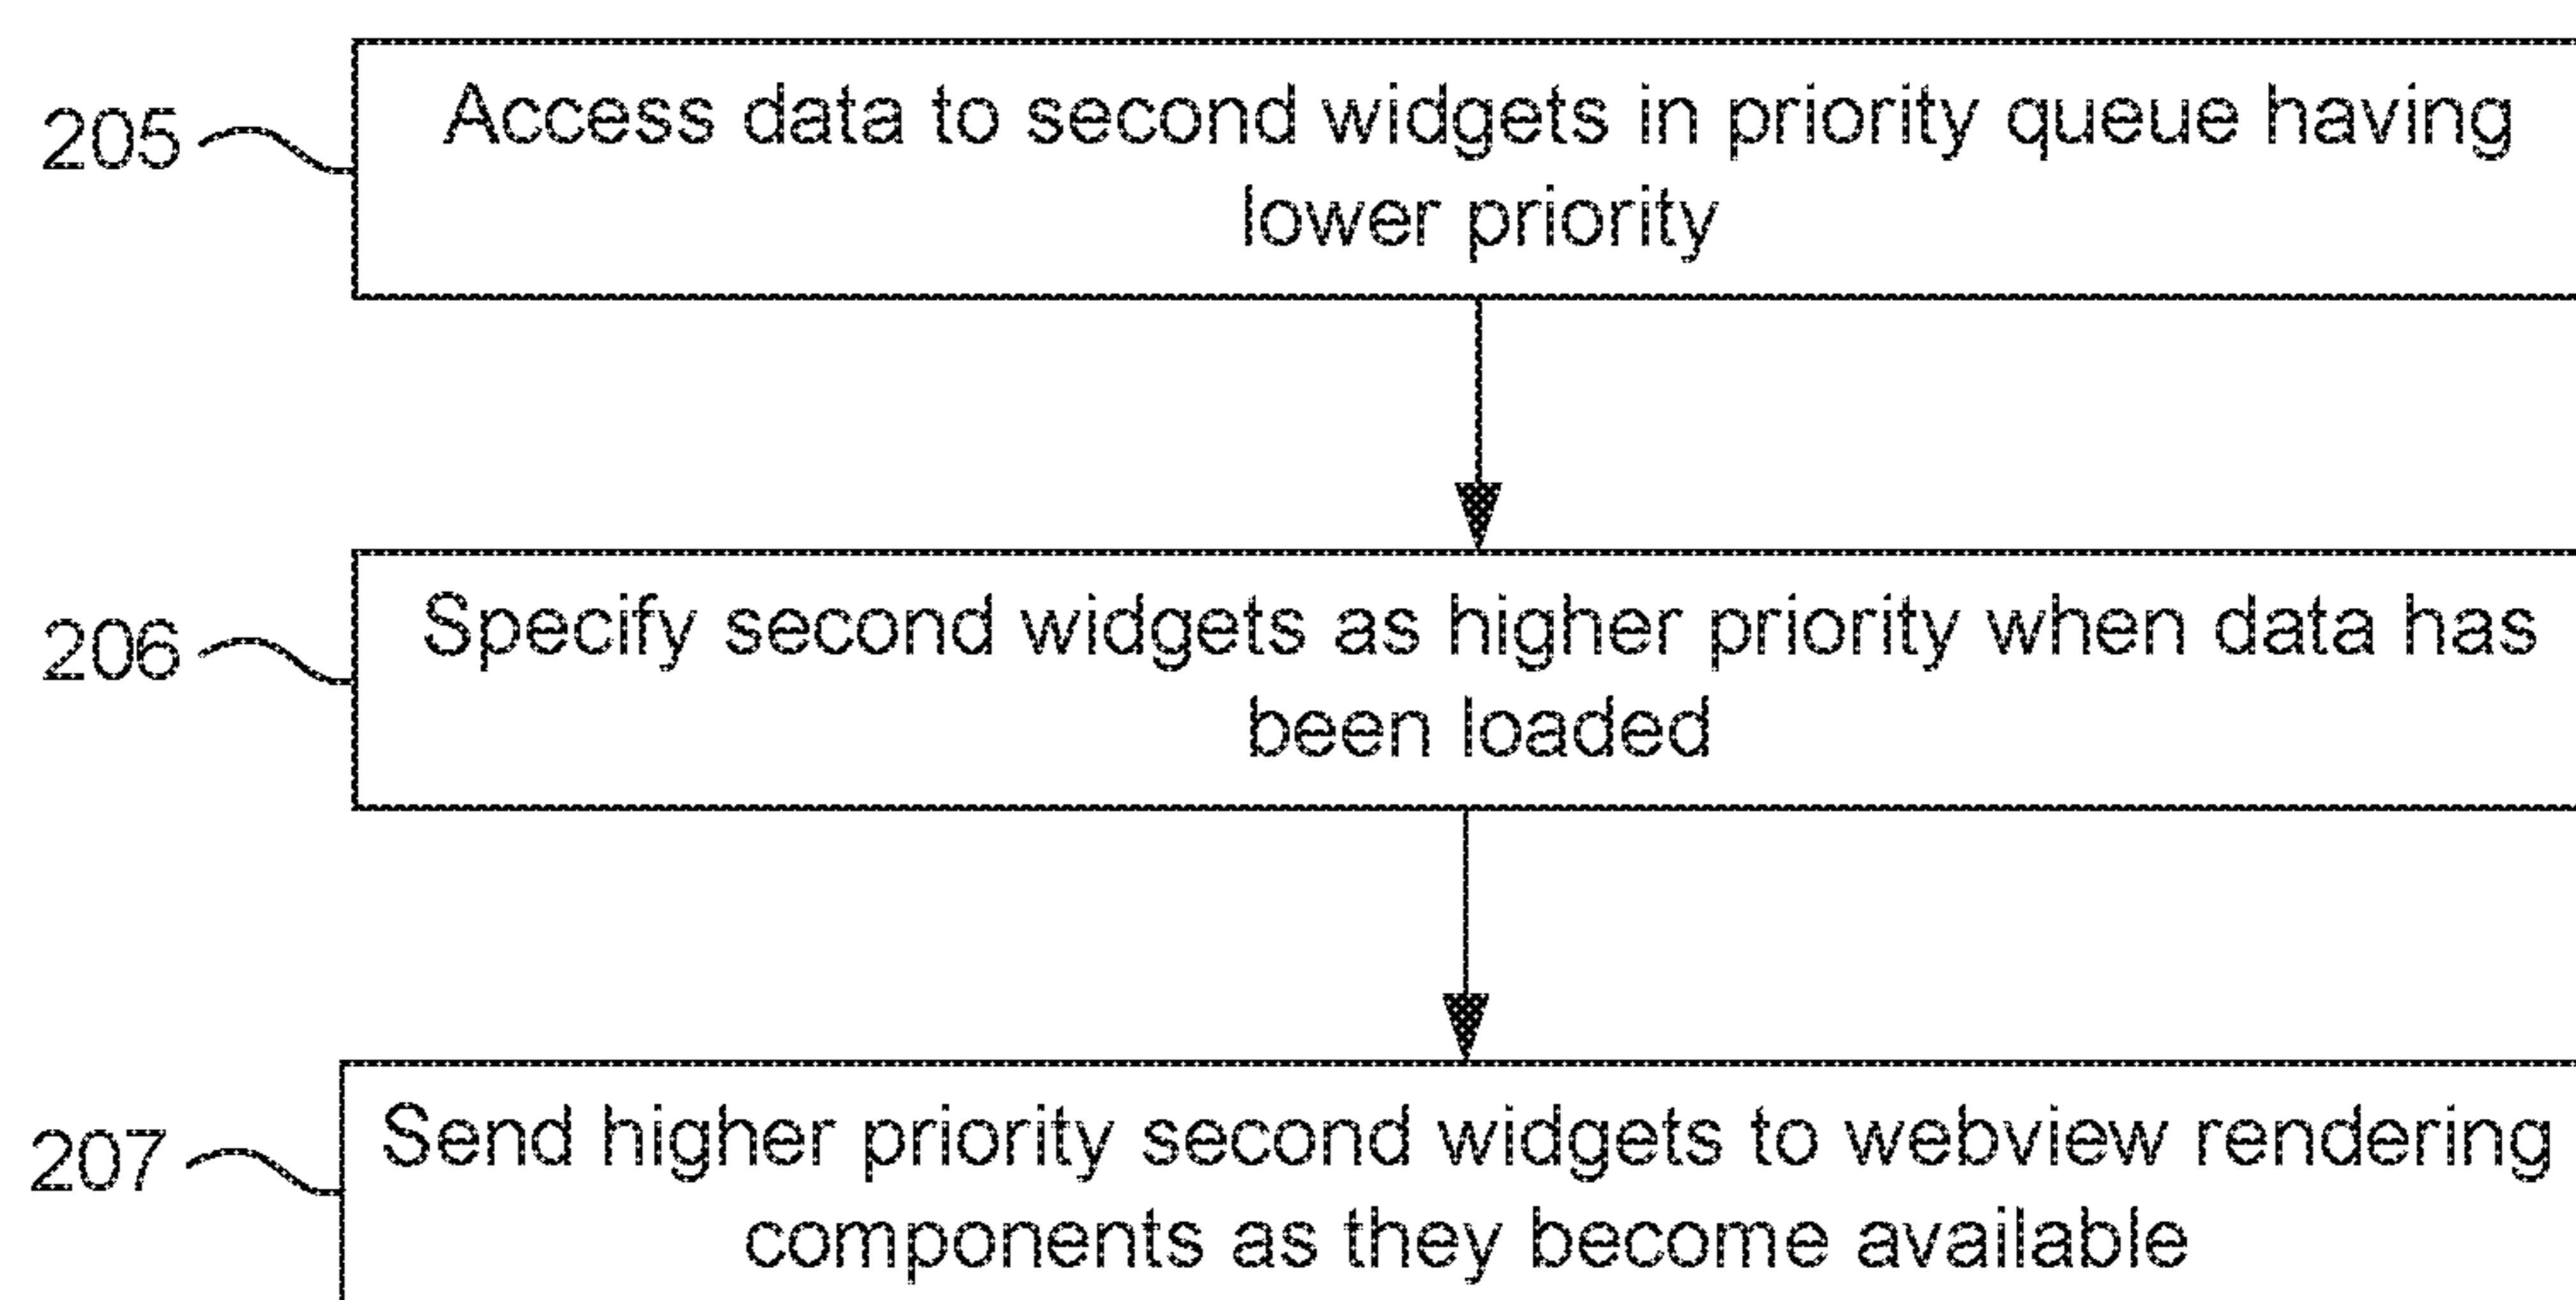 205
Access data to second widgets in priority queue having
lower priority
206
Specify second widgets as higher priority when data has
been loaded
207
Send higher priority second widgets to webview rendering
components as they become available